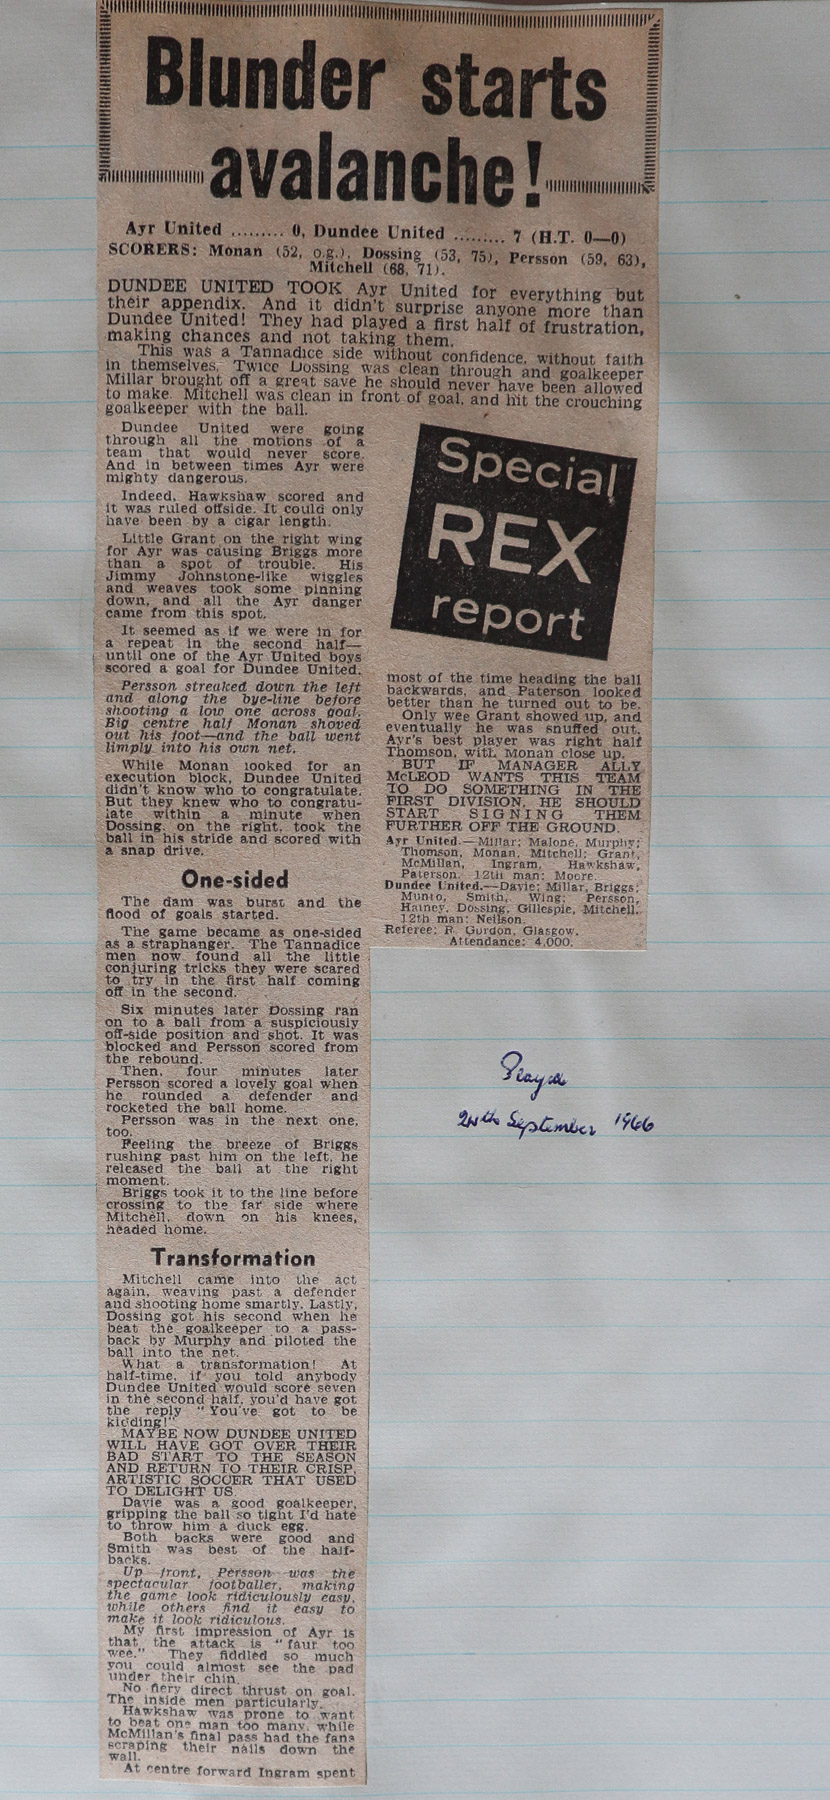 Blunder starts
avalanche!
Ayr United ......... 0, Dundee United ......... 7 (H.T. 0—0)
SCORERS: Monan (52, o.g.), Dossing (53, 75), Persson (59, 63),
Mitchell (68, 71).
DUNDEE UNITED TOOK Ayr United for everything but
their appendix. And it didn't surprise anyone more than
Dundee United! They had played a first half of frustration,
making chances and not taking them.
This was a Tannadice side without confidence, without faith
in themselves. Twice Dossing was clean through and goalkeeper
Millar brought off a great save he should never have been allowed
to make. Mitchell was clean in front of goal, and hit the crouching
goalkeeper with the ball.
Dundee United were going
through all the motions of a
team that would never score.
And in between times Ayr were
mighty dangerous.
Indeed, Hawkshaw scored and
it was ruled offside. It could only
have been by a cigar length.
Little Grant on the right wing
for Ayr was causing Briggs more
than a spot of trouble. His
Jimmy Johnstone-like wiggles
and weaves took some pinning
down, and all the Ayr danger
came from this spot.
It seemed as if we were in for
a repeat in the second half—
until one of the Ayr United boys
scored a goal for Dundee United.
Persson streaked down the left
and along the bye-line before
shooting a low one across goal.
Big centre half Monan shoved
out his foot—and the ball went
limply into his own net.
While Monan looked for an
execution block, Dundee United
didn't know who to congratulate.
But they knew who to congratu-
late within a minute when
Dossing, on the right, took the
ball in his stride and scored with
a snap drive.
One-sided
The dam was burst and the
flood of goals started.
The game became as one-sided
as a straphanger. The Tannadice
men now found all the little
conjuring tricks they were scared
to try in the first half coming
off in the second.
Six minutes later Dossing ran
on to a ball from a suspiciously
off-side position and shot. It was
blocked and Persson scored from
the rebound.
Then, four minutes later
Persson scored a lovely goal when
he rounded a defender and
rocketed the ball home.
Persson was in the next one,
too.
Feeling the breeze of Briggs
rushing past him on the left, he
released the ball at the right
moment.
Briggs took it to the line before
crossing to the far side where
Mitchell, down on his knees,
headed home.
Transformation
Mitchell came into the act
again, weaving past a defender
and shooting home smartly. Lastly,
Dossing got his second when he
beat the goalkeeper to a pass-
back by Murphy and piloted the
ball into the net.
What a transformation! At
half-time, if you told anybody
Dundee United would score seven
in the second half, you'd have got
the reply "You've got to be
kidding!"
MAYBE NOW DUNDEE UNITED
WILL HAVE GOT OVER THEIR
BAD START TO THE SEASON
AND RETURN TO THEIR CRISP,
ARTISTIC SOCCER THAT USED
TO DELIGHT US.
Davie was a good goalkeeper,
gripping the ball so tight I'd hate
to throw him a duck egg.
Both backs were good and
Smith was best of the half-
backs.
Up front, Persson was the
spectacular footballer, making
the game look ridiculously easy,
while others find it easy to
make it look ridiculous.
My first impression of Ayr is
that the attack is "faur too
wee." They fiddled so much
you could almost see the pad
under their chin.
No fiery direct thrust on goal.
The inside men particularly.
Hawkshaw was prone to want
to beat one man too many, while
McMillan's final pass had the fans
scraping their nails down the
wall.
At centre forward Ingram spent
Special
REX
report
most of the time heading the ball
backwards, and Paterson looked
better than he turned out to be.
Only wee Grant showed up, and
eventually he was snuffed out.
Ayr's best player was right half
Thomson, with Monan close up.
BUT IF MANAGER ALLY
McLEOD WANTS THIS TEAM
TO DO SOMETHING IN THE
FIRST DIVISION, HE SHOULD
START SIGNING THEM
FURTHER OFF THE GROUND.
Ayr United.—Millar; Malone, Murphy;
Thomson, Monan, Mitchell; Grant,
McMillan, Ingram, Hawkshaw,
Paterson. 12th man: Moore.
Dundee United.—Davie; Millar, Briggs;
Munro, Smith, Wing; Persson,
Hainey, Dossing, Gillespie, Mitchell.
12th man: Neilson.
Referee: R. Gordon, Glasgow.
Attendance: 4,000.
Played
24th September 1966